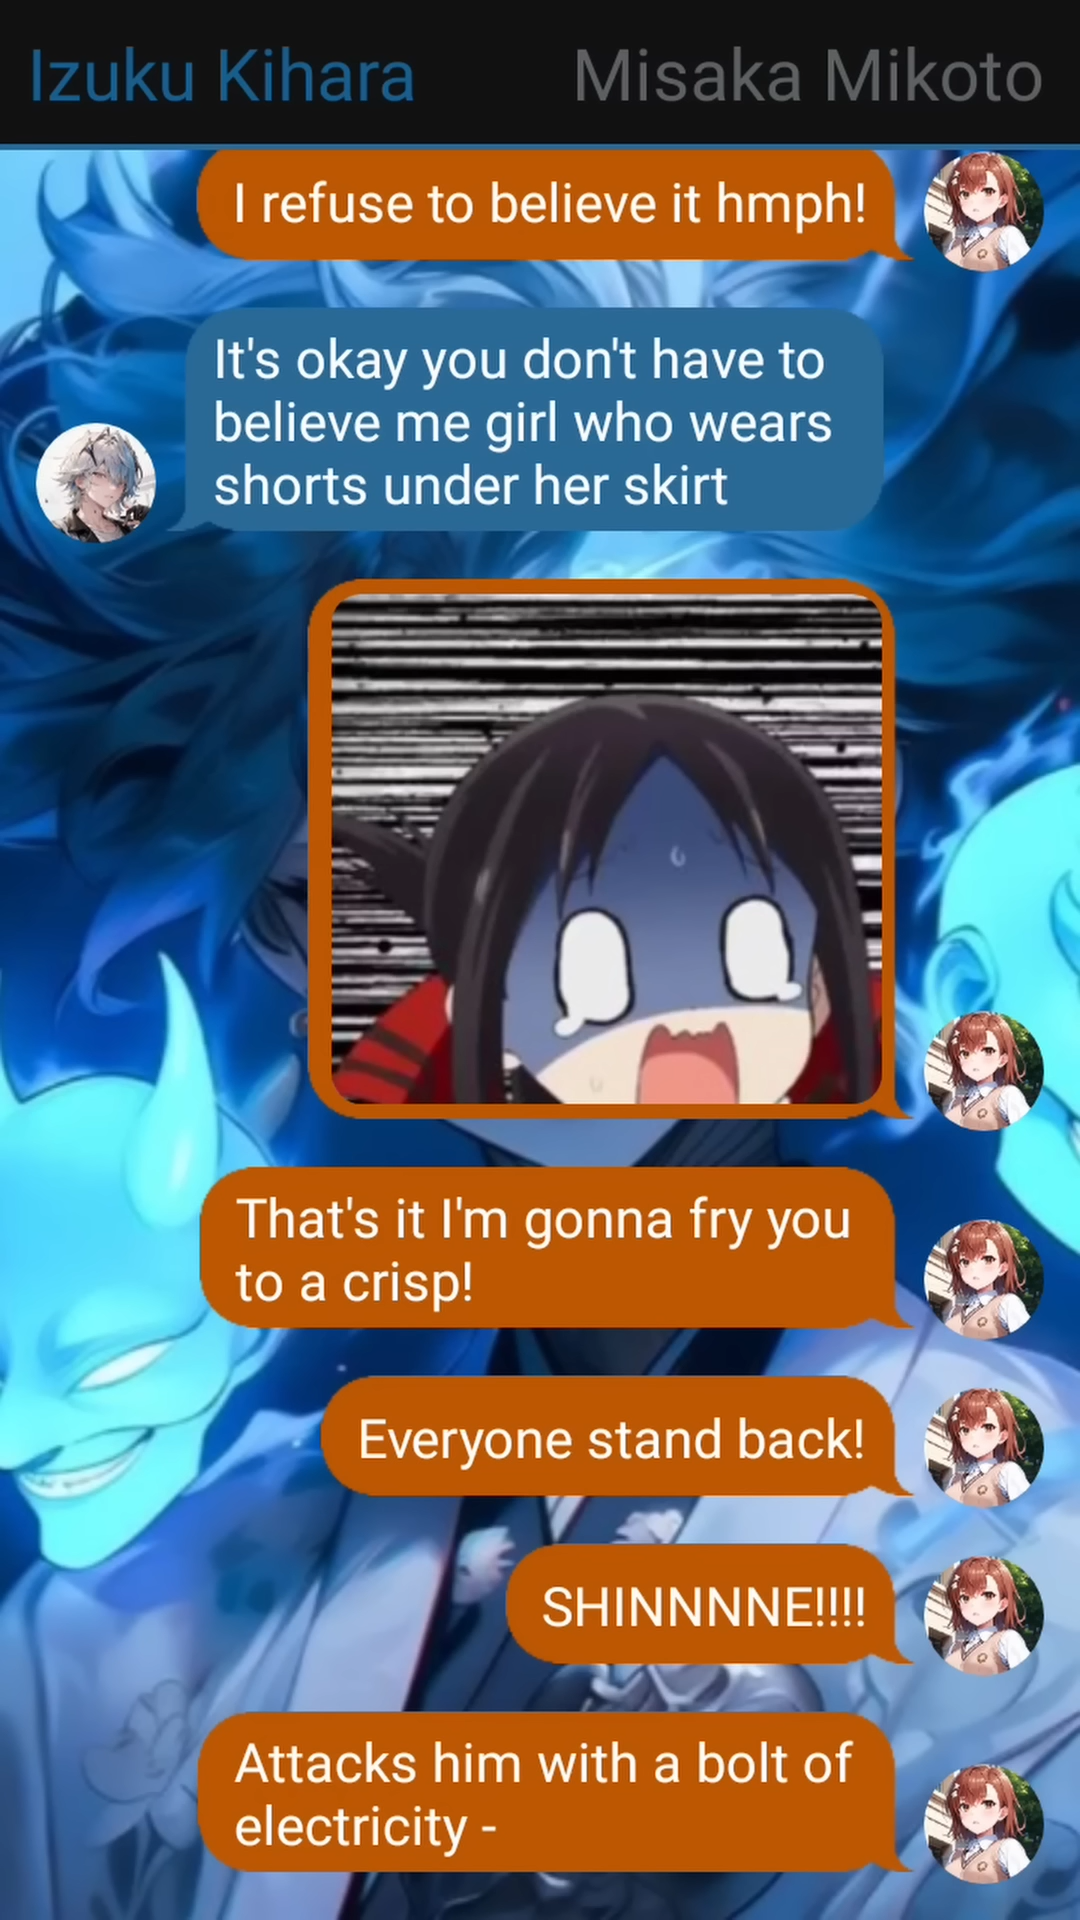 Izuku Kihara
Misaka Mikoto
I refuse to believe it hmph!
It's okay you don't have to
believe me girl who wears
shorts under her skirt
That's it I'm gonna fry you
to a crisp!
Everyone stand back!
SHINNNNE!!!!
Attacks him with a bolt of
electricity -